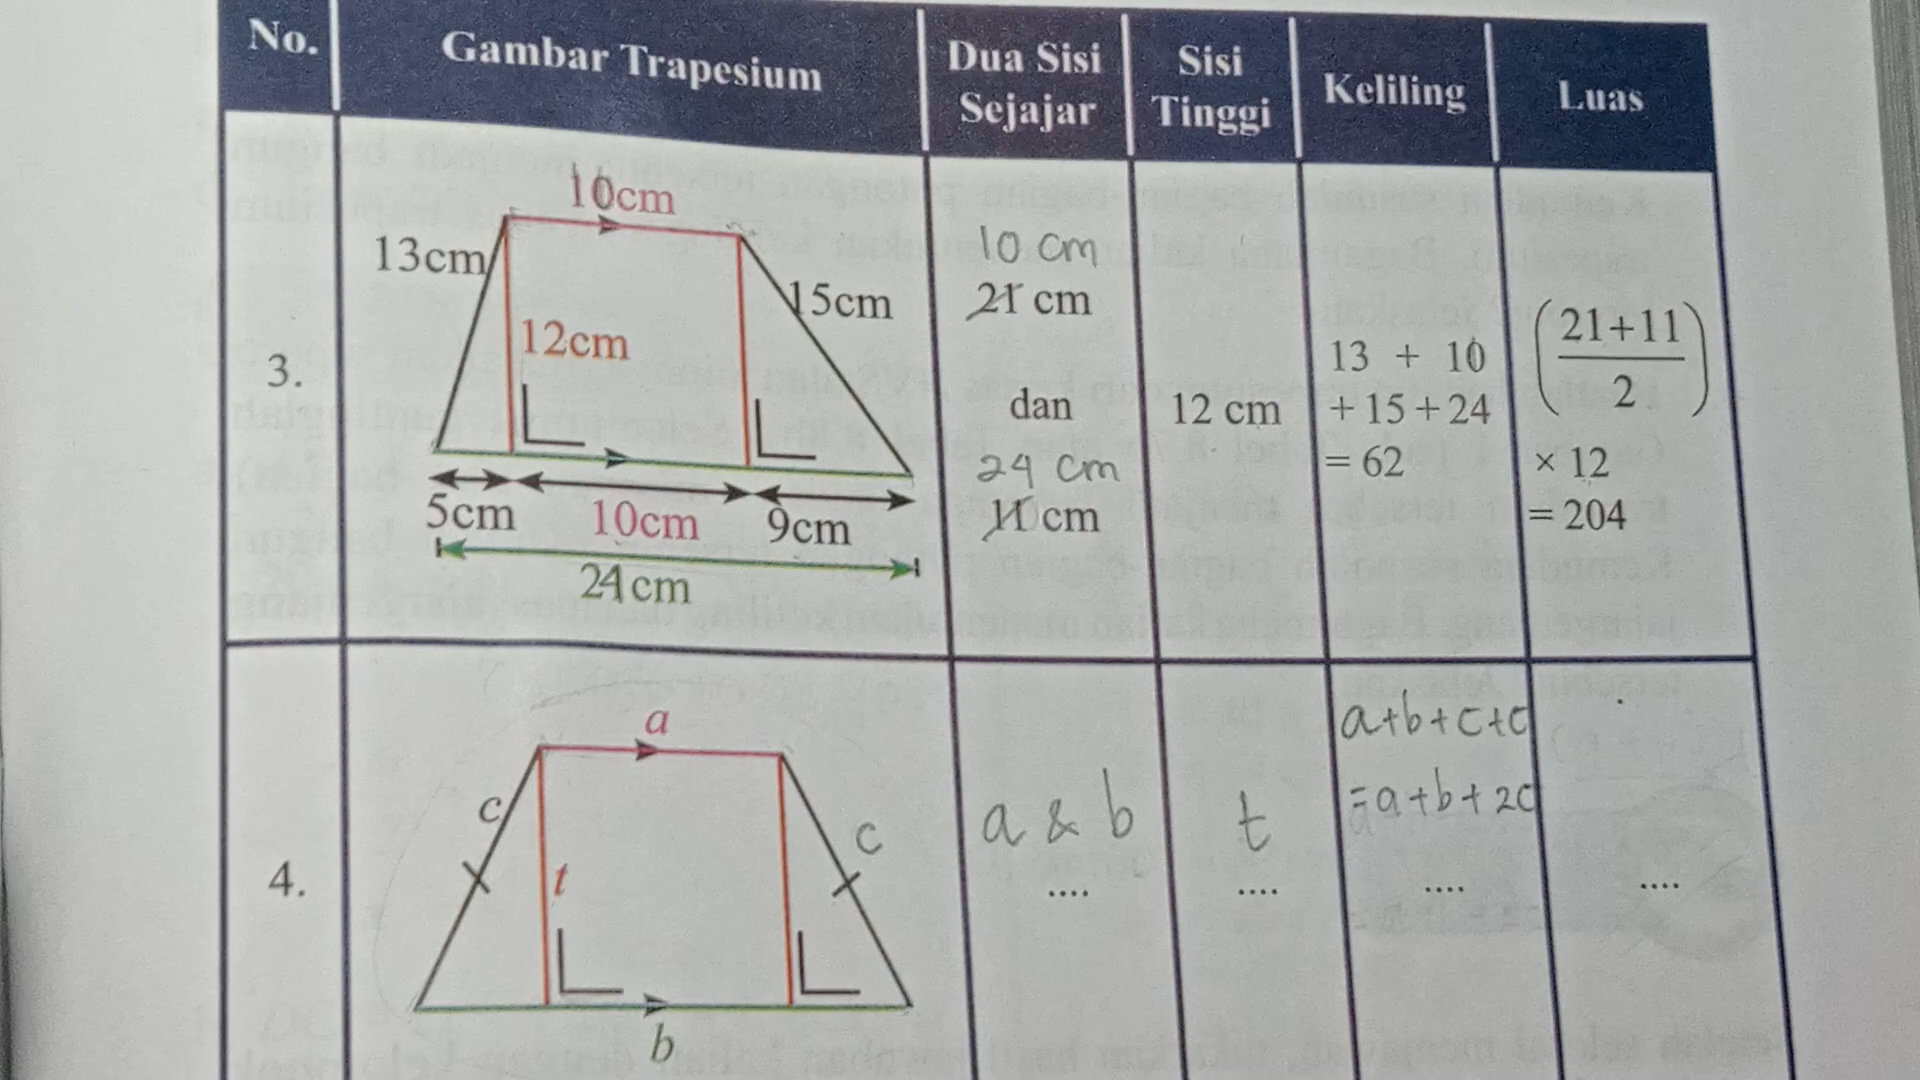 No. Gambar Trapesium Dua Sisi Sejajar Sisi Tinggi Keliling Luas
3.
10cm
13cm
15cm
12cm
5cm 10cm 9cm
24cm
10 cm
21 cm
dan
24 cm
11 cm
12 cm
13 + 10
+ 15 + 24
= 62
(21+11
2)
× 12
= 204
4.
a
c
c
t
b
a & b
....
t
....
a+b+c+c
=a+b+2c
....
....